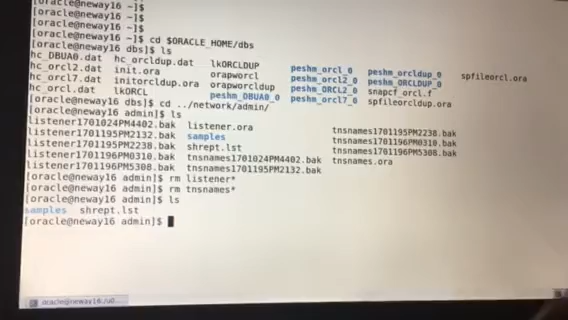 [oracle@neway16 ~]$
[oracle@neway16 ~]$
[oracle@neway16 ~]$
[oracle@neway16 ~]$ cd $ORACLE_HOME/dbs
[oracle@neway16 dbs]$ ls
hc_DBUA0.dat hc_orcldup.dat lkORCLDUP peshm_orcl_0 peshm_orcldup_0 spfileorcl.ora
hc_orcl2.dat init.ora orapworcl peshm_orcl2_0 peshm_ORCLDUP_0
hc_orcl7.dat initorcldup.ora orapworcldup peshm_ORCL2_0 snapcf_orcl.f
hc_orcl.dat lkORCL peshm_DBUA0_0 peshm_orcl7_0 spfileorcldup.ora
[oracle@neway16 dbs]$ cd ../network/admin/
[oracle@neway16 admin]$ ls
listener1701024PM4402.bak listener.ora tnsnames1701195PM2238.bak
listener1701195PM2132.bak samples tnsnames1701196PM0310.bak
listener1701195PM2238.bak shrept.lst tnsnames1701196PM5308.bak
listener1701196PM0310.bak tnsnames1701024PM4402.bak tnsnames.ora
listener1701196PM5308.bak tnsnames1701195PM2132.bak
[oracle@neway16 admin]$ rm listener*
[oracle@neway16 admin]$ rm tnsnames*
[oracle@neway16 admin]$ ls
samples shrept.lst
[oracle@neway16 admin]$
oracle@neway16:/u0...